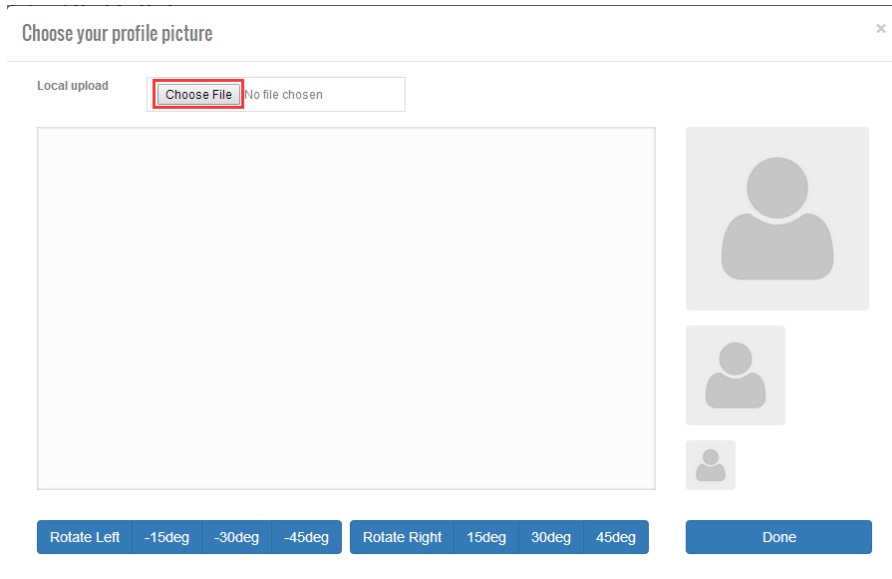 Choose your profile picture ×
Local upload
Choose File No file chosen
Rotate Left -15deg -30deg -45deg Rotate Right 15deg 30deg 45deg Done